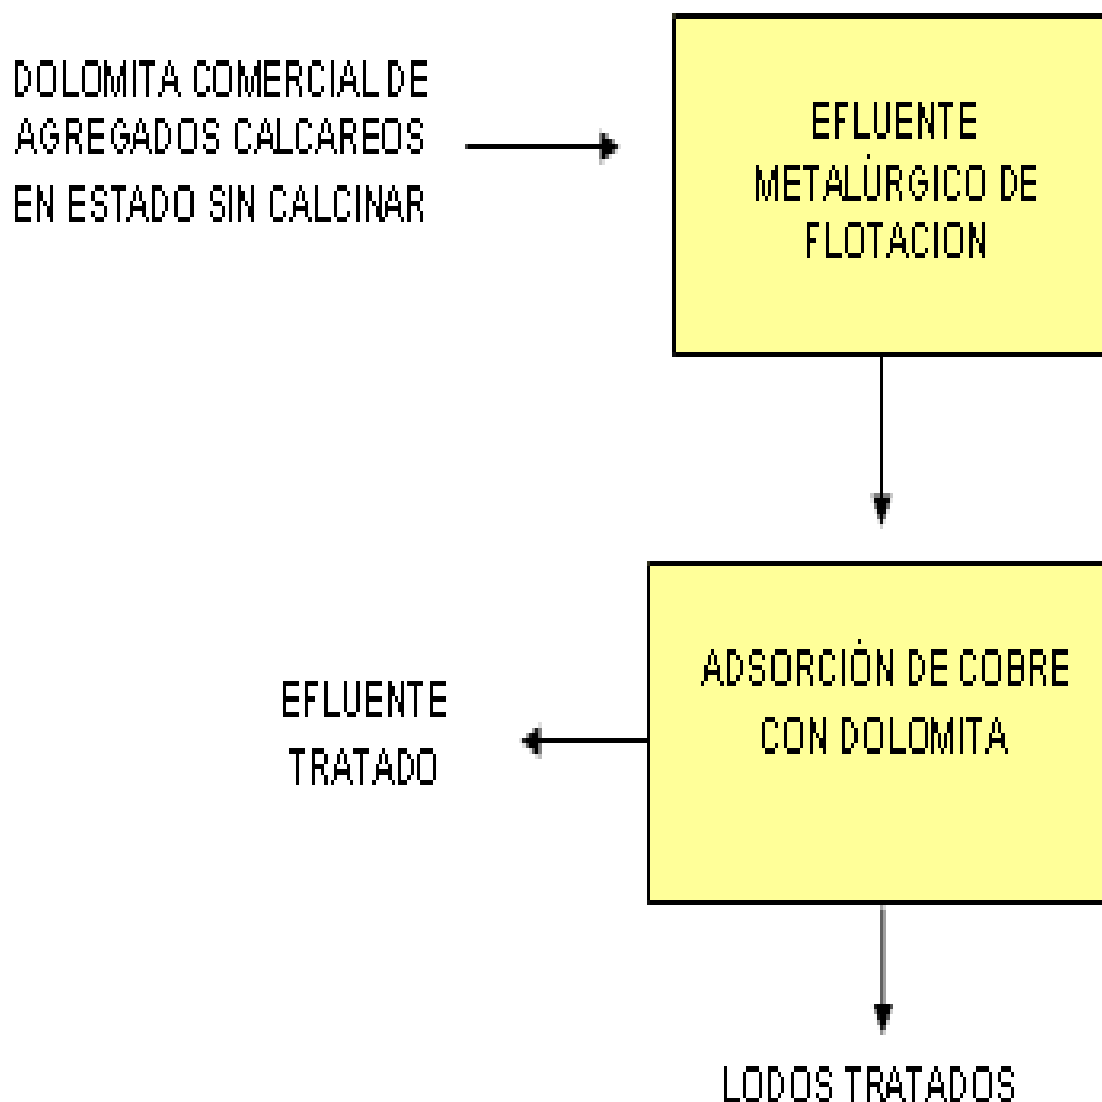 DOLOMITA COMERCIAL DE
AGREGADOS CALCAREOS
EN ESTADO SIN CALCINAR
EFLUENTE
METALÚRGICO DE
FLOTACION
ADSORCIÓN DE COBRE
CON DOLOMITA
EFLUENTE
TRATADO
LODOS TRATADOS